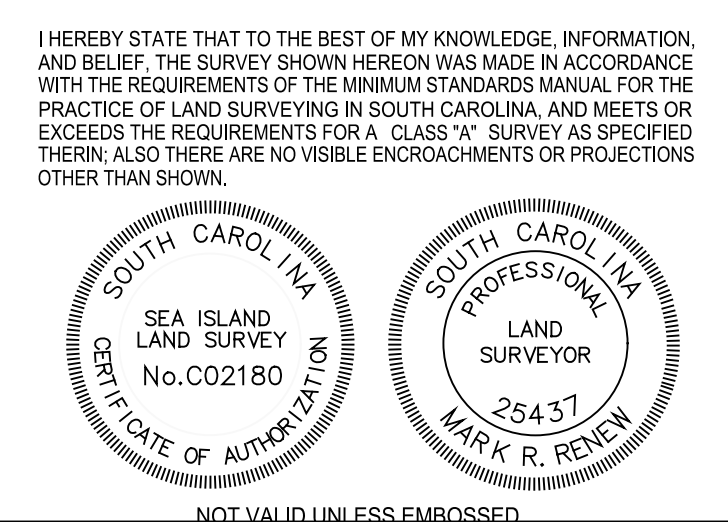 I HEREBY STATE THAT TO THE BEST OF MY KNOWLEDGE, INFORMATION,
AND BELIEF, THE SURVEY SHOWN HEREON WAS MADE IN ACCORDANCE
WITH THE REQUIREMENTS OF THE MINIMUM STANDARDS MANUAL FOR THE
PRACTICE OF LAND SURVEYING IN SOUTH CAROLINA, AND MEETS OR
EXCEEDS THE REQUIREMENTS FOR A CLASS "A" SURVEY AS SPECIFIED
THERIN; ALSO THERE ARE NO VISIBLE ENCROACHMENTS OR PROJECTIONS
OTHER THAN SHOWN.
SOUTH CAROLINA
SEA ISLAND
LAND SURVEY
No.C02180
CERTIFICATE OF AUTHORIZATION
SOUTH CAROLINA
PROFESSIONAL
LAND
SURVEYOR
25437
MARK R. RENEW
NOT VALID UNLESS EMBOSSED